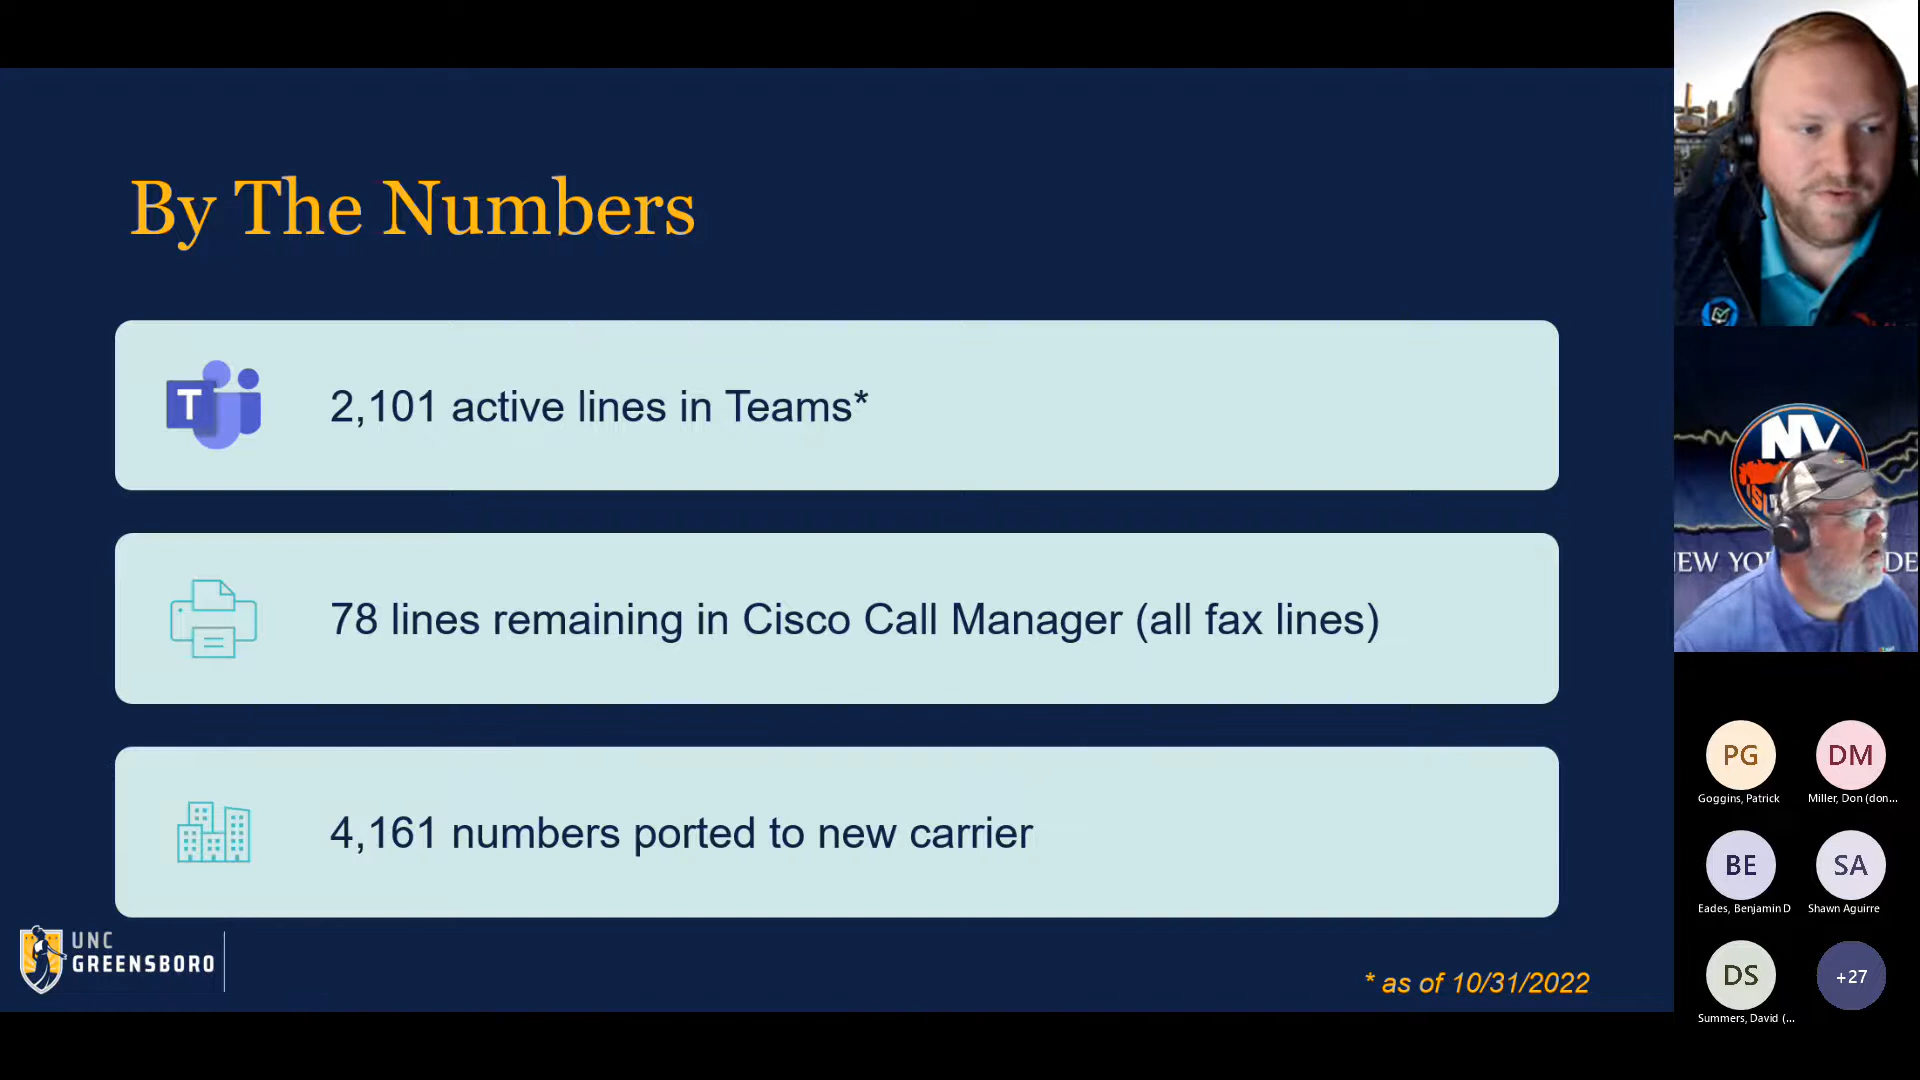 By The Numbers
T
2,101 active lines in Teams*
78 lines remaining in Cisco Call Manager (all fax lines)
4,161 numbers ported to new carrier
UNC
GREENSBORO
* as of 10/31/2022
NY
PG
Goggins, Patrick
DM
Miller, Don (don...
BE
Eades, Benjamin D
SA
Shawn Aguirre
DS
Summers, David (...
+27